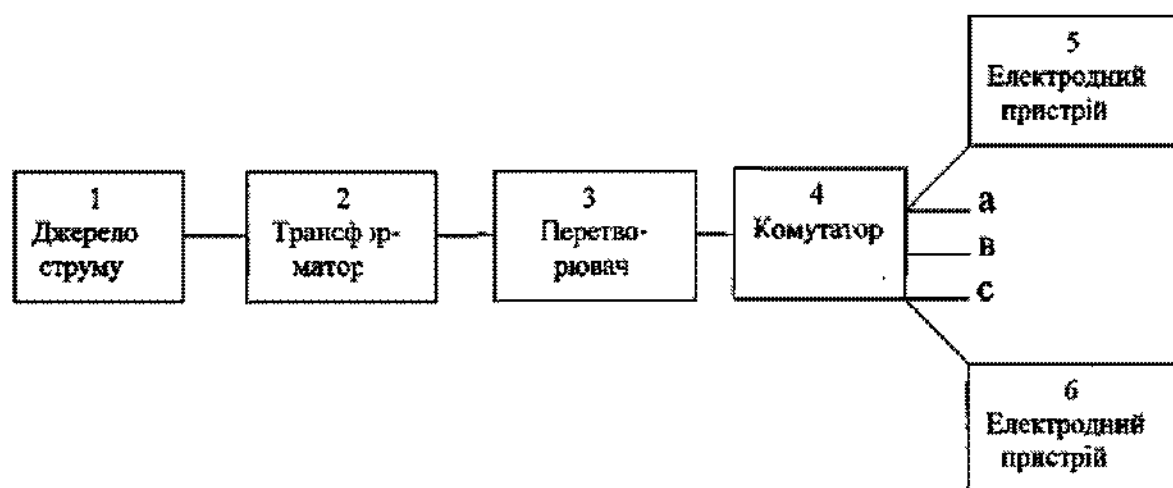 1
Джерело
струму
2
Трансфор-
матор
3
Перетво-
рювач
4
Комутатор
5
Електродний
пристрій
а
в
с
6
Електродний
пристрій